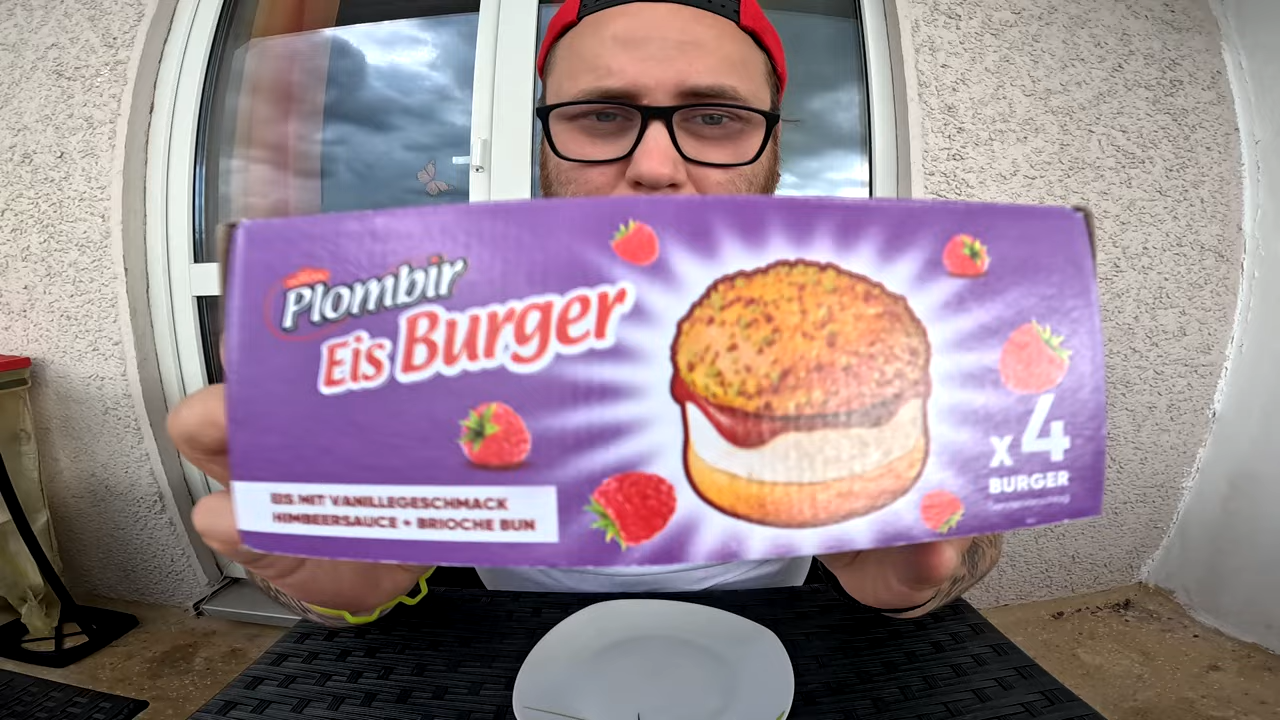 Plombir
Eis Burger
x4
BURGER
EIS MIT VANILLEGESCHMACK
HIMBEERSAUCE • BRIOCHE BUN